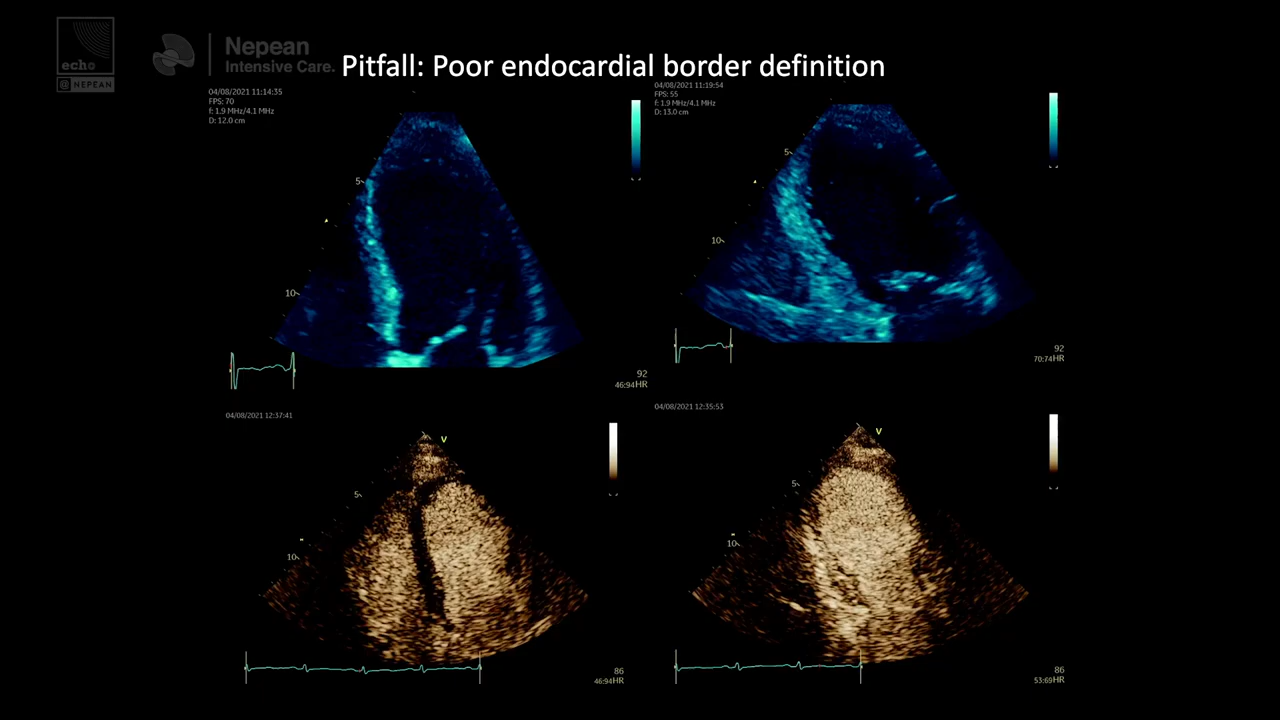 echo
@ NEPEAN
Nepean
Intensive Care.
Pitfall: Poor endocardial border definition
04/08/2021 11:14:35
FPS: 70
f: 1.9 MHz/4.1 MHz
D: 12.0 cm
5
10
92
46:94HR
04/08/2021 11:19:54
FPS: 55
f: 1.9 MHz/4.1 MHz
D: 13.0 cm
5
10
92
70:74HR
04/08/2021 12:37:41
V
5
10
86
46:94HR
04/08/2021 12:35:53
V
5
10
86
53:69HR